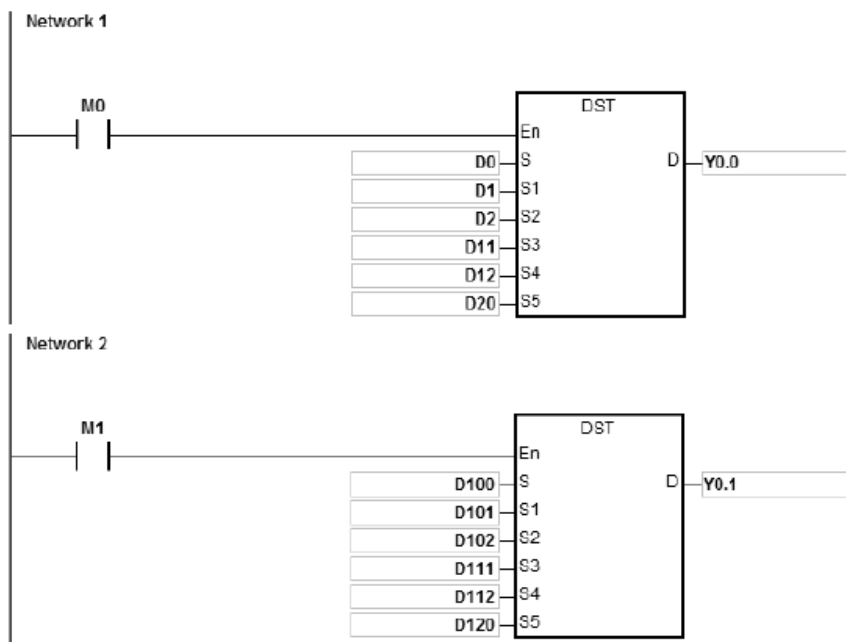 Network 1
M0
DST
En
D0 S D Y0.0
D1 S1
D2 S2
D11 S3
D12 S4
D20 S5
Network 2
M1
DST
En
D100 S D Y0.1
D101 S1
D102 S2
D111 S3
D112 S4
D120 S5